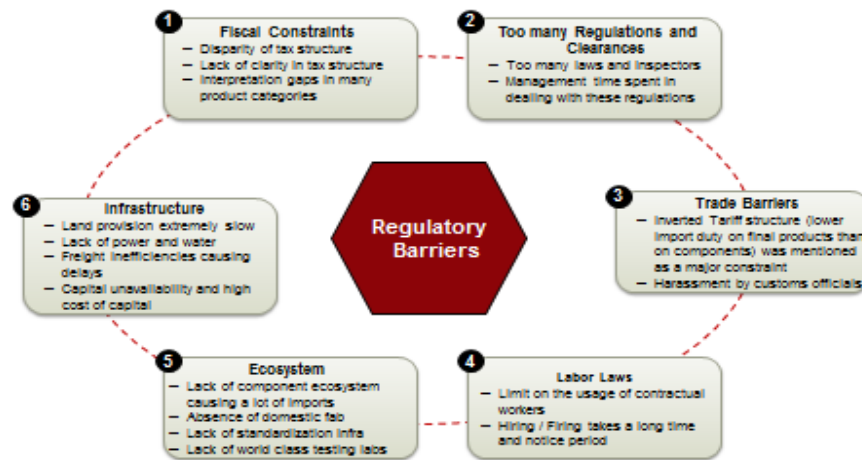 1
Fiscal Constraints
– Disparity of tax structure
– Lack of clarity in tax structure
– Interpretation gaps in many
product categories
2
Too many Regulations and
Clearances
– Too many laws and inspectors
– Management time spent in
dealing with these regulations
3
Trade Barriers
– Inverted Tariff structure (lower
import duty on final products than
on components) was mentioned
as a major constraint
– Harassment by customs officials
4
Labor Laws
– Limit on the usage of contractual
workers
– Hiring / Firing takes a long time
and notice period
5
Ecosystem
– Lack of component ecosystem
causing a lot of imports
– Absence of domestic fab
– Lack of standardization infra
– Lack of world class testing labs
6
Infrastructure
– Land provision extremely slow
– Lack of power and water
– Freight inefficiencies causing
delays
– Capital unavailability and high
cost of capital
Regulatory
Barriers